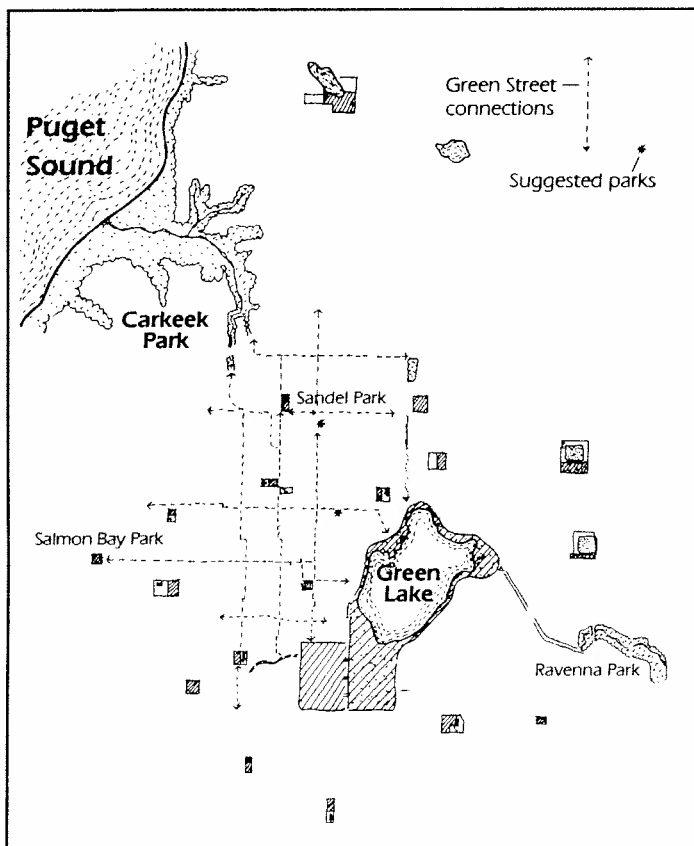 Puget
Sound
Green Street
connections
Suggested parks
Carkeek
Park
Sandel Park
Salmon Bay Park
Green
Lake
Ravenna Park